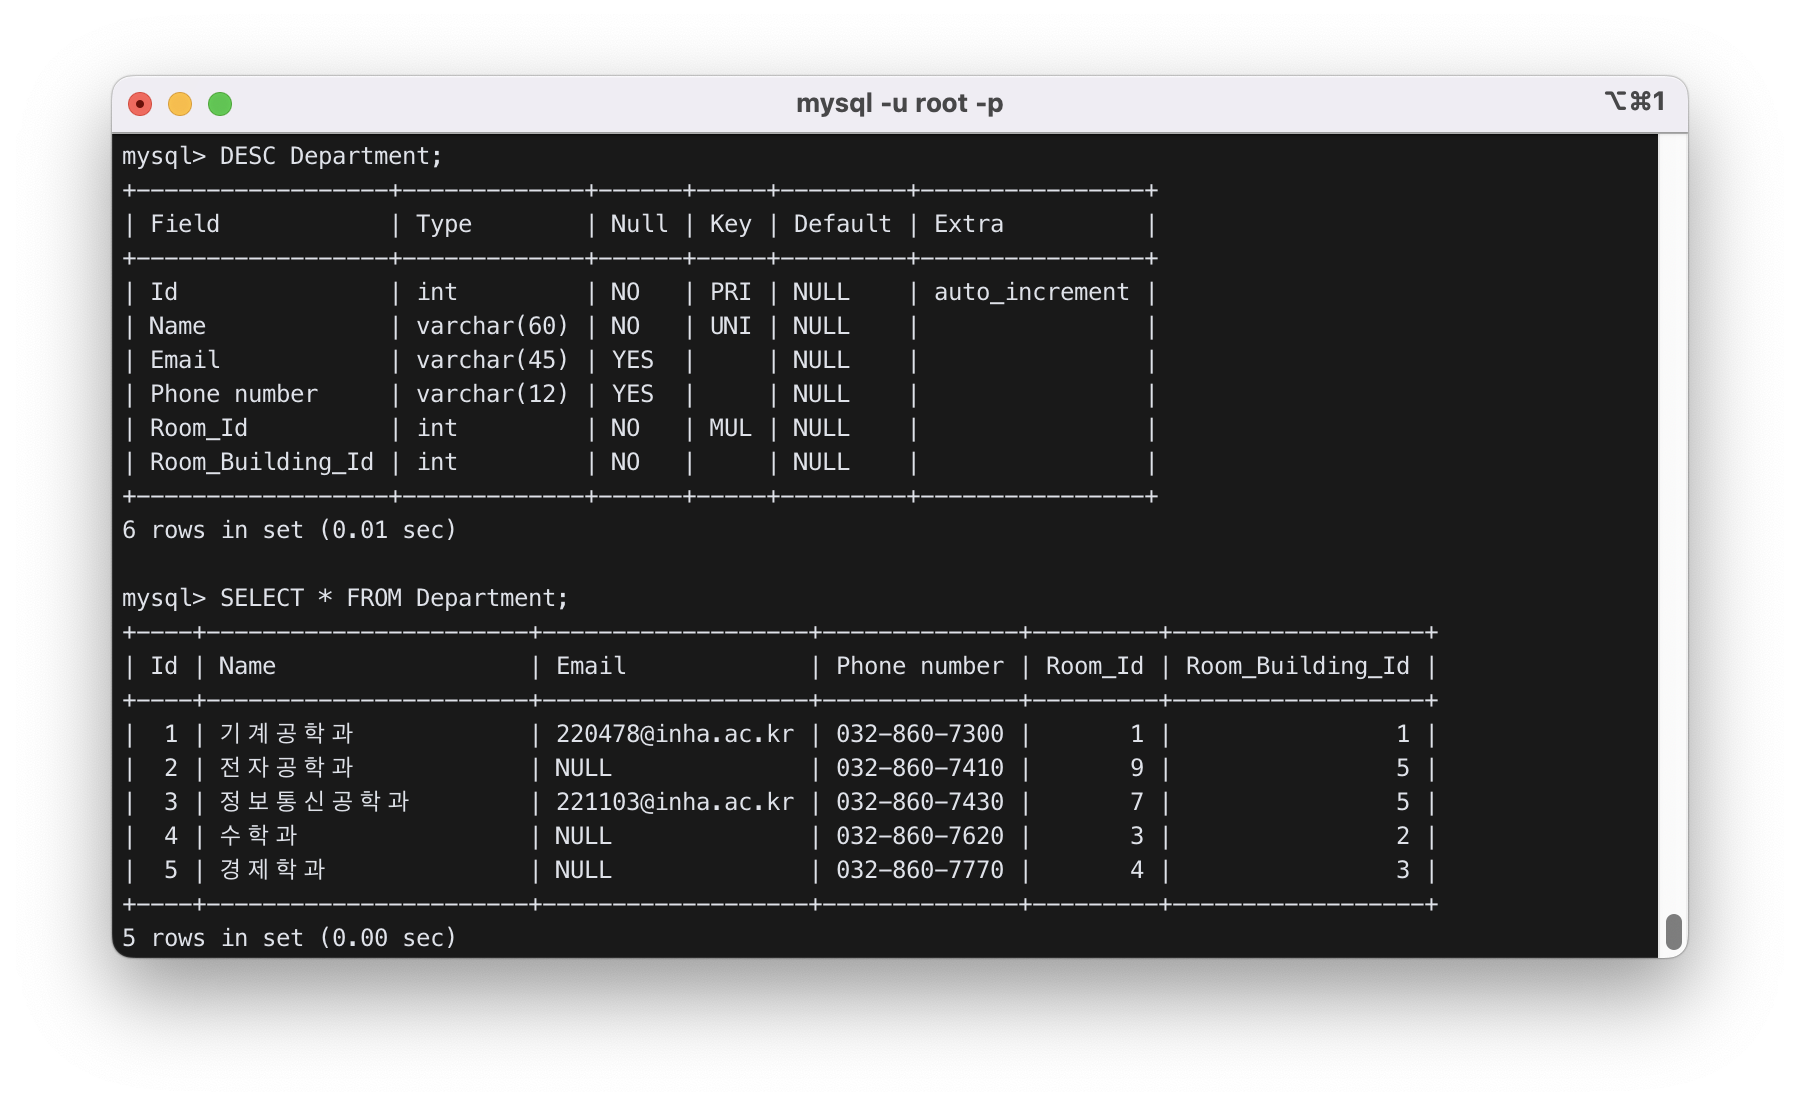 mysql -u root -p ⌥⌘1
mysql> DESC Department;
+------------------+-------------+------+-----+---------+----------------+
| Field            | Type        | Null | Key | Default | Extra          |
+------------------+-------------+------+-----+---------+----------------+
| Id               | int         | NO   | PRI | NULL    | auto_increment |
| Name             | varchar(60) | NO   | UNI | NULL    |                |
| Email            | varchar(45) | YES  |     | NULL    |                |
| Phone number     | varchar(12) | YES  |     | NULL    |                |
| Room_Id          | int         | NO   | MUL | NULL    |                |
| Room_Building_Id | int         | NO   |     | NULL    |                |
+------------------+-------------+------+-----+---------+----------------+
6 rows in set (0.01 sec)

mysql> SELECT * FROM Department;
+----+-----------------------+-------------------+--------------+---------+------------------+
| Id | Name                  | Email             | Phone number | Room_Id | Room_Building_Id |
+----+-----------------------+-------------------+--------------+---------+------------------+
|  1 | 기계공학과            | 220478@inha.ac.kr | 032-860-7300 |       1 |                1 |
|  2 | 전자공학과            | NULL              | 032-860-7410 |       9 |                5 |
|  3 | 정보통신공학과        | 221103@inha.ac.kr | 032-860-7430 |       7 |                5 |
|  4 | 수학과                | NULL              | 032-860-7620 |       3 |                2 |
|  5 | 경제학과              | NULL              | 032-860-7770 |       4 |                3 |
+----+-----------------------+-------------------+--------------+---------+------------------+
5 rows in set (0.00 sec)